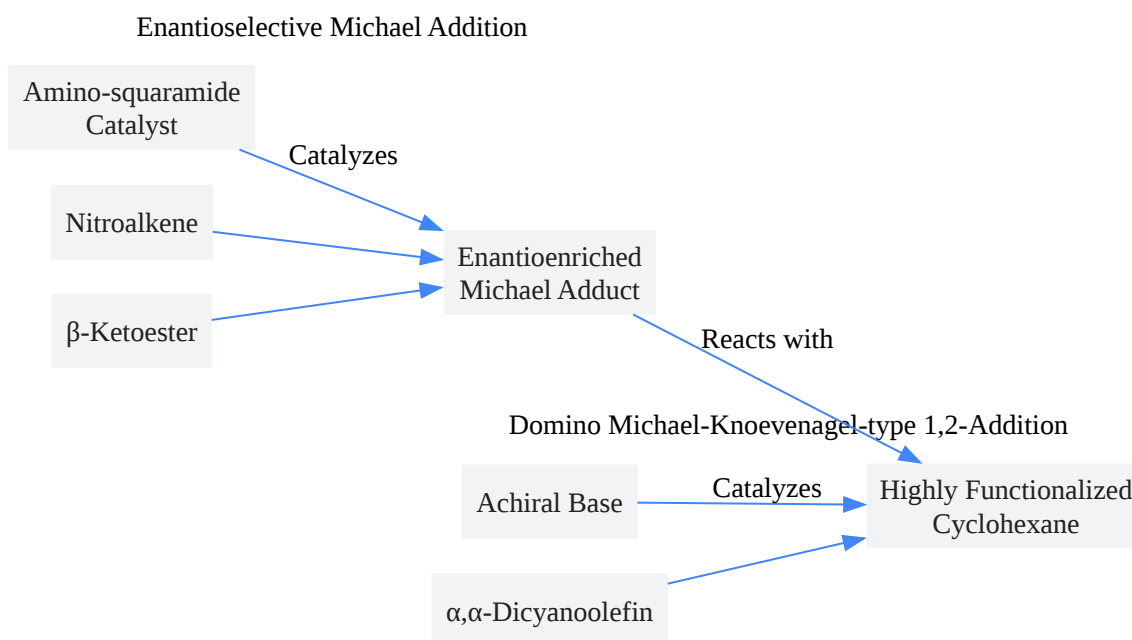 Enantioselective Michael Addition
Amino-squaramide
Catalyst
Catalyzes
Nitroalkene
Enantioenriched
Michael Adduct
β-Ketoester
Reacts with
Domino Michael-Knoevenagel-type 1,2-Addition
Achiral Base
Catalyzes
Highly Functionalized
Cyclohexane
α,α-Dicyanoolefin